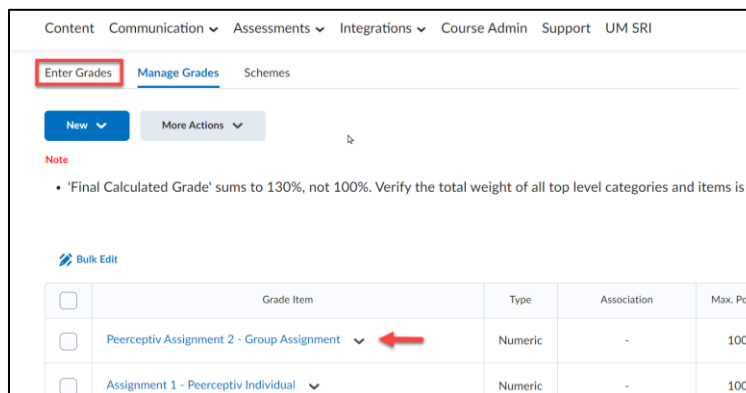 Content Communication Assessments Integrations Course Admin Support UM SRI
Enter Grades Manage Grades Schemes
New More Actions
Note
• 'Final Calculated Grade' sums to 130%, not 100%. Verify the total weight of all top level categories and items is
Bulk Edit
Grade Item Type Association Max.
Peerceptiv Assignment 2 - Group Assignment Numeric - 100
Assignment 1 - Peerceptiv Individual Numeric - 100